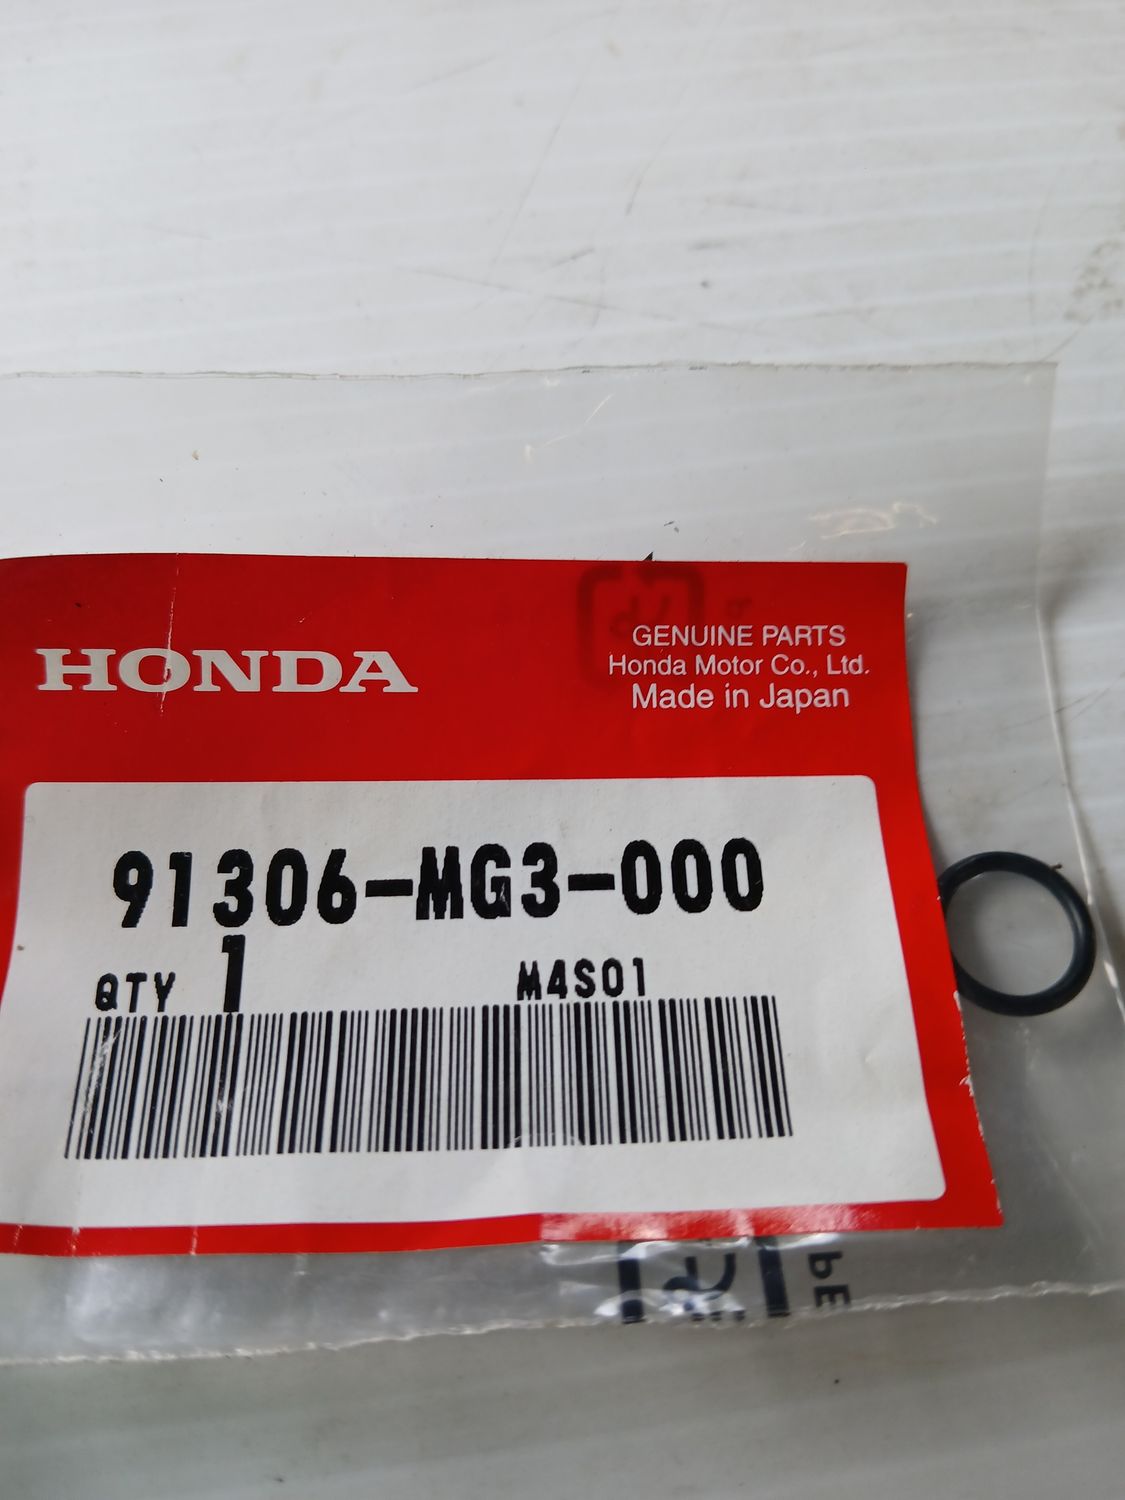 HONDA
GENUINE PARTS
Honda Motor Co., Ltd.
Made in Japan
91306-MG3-000
QTY 1 M4S01